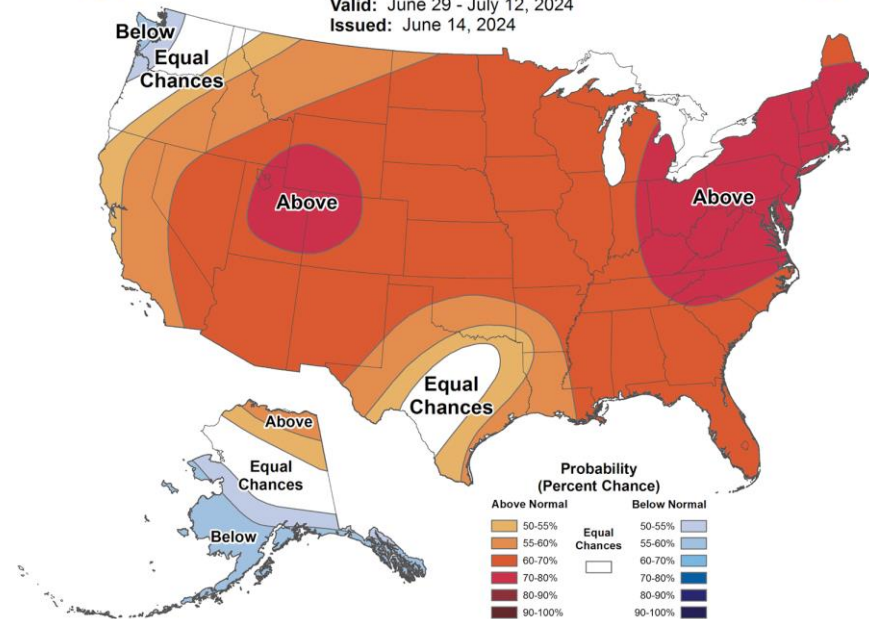 Valid: June 29 - July 12, 2024
Issued: June 14, 2024
Below
Equal
Chances
Above
Above
Equal
Chances
Above
Equal
Chances
Below
Probability
(Percent Chance)
Above Normal
Below Normal
50-55%
55-60%
60-70%
70-80%
80-90%
90-100%
Equal
Chances
50-55%
55-60%
60-70%
70-80%
80-90%
90-100%